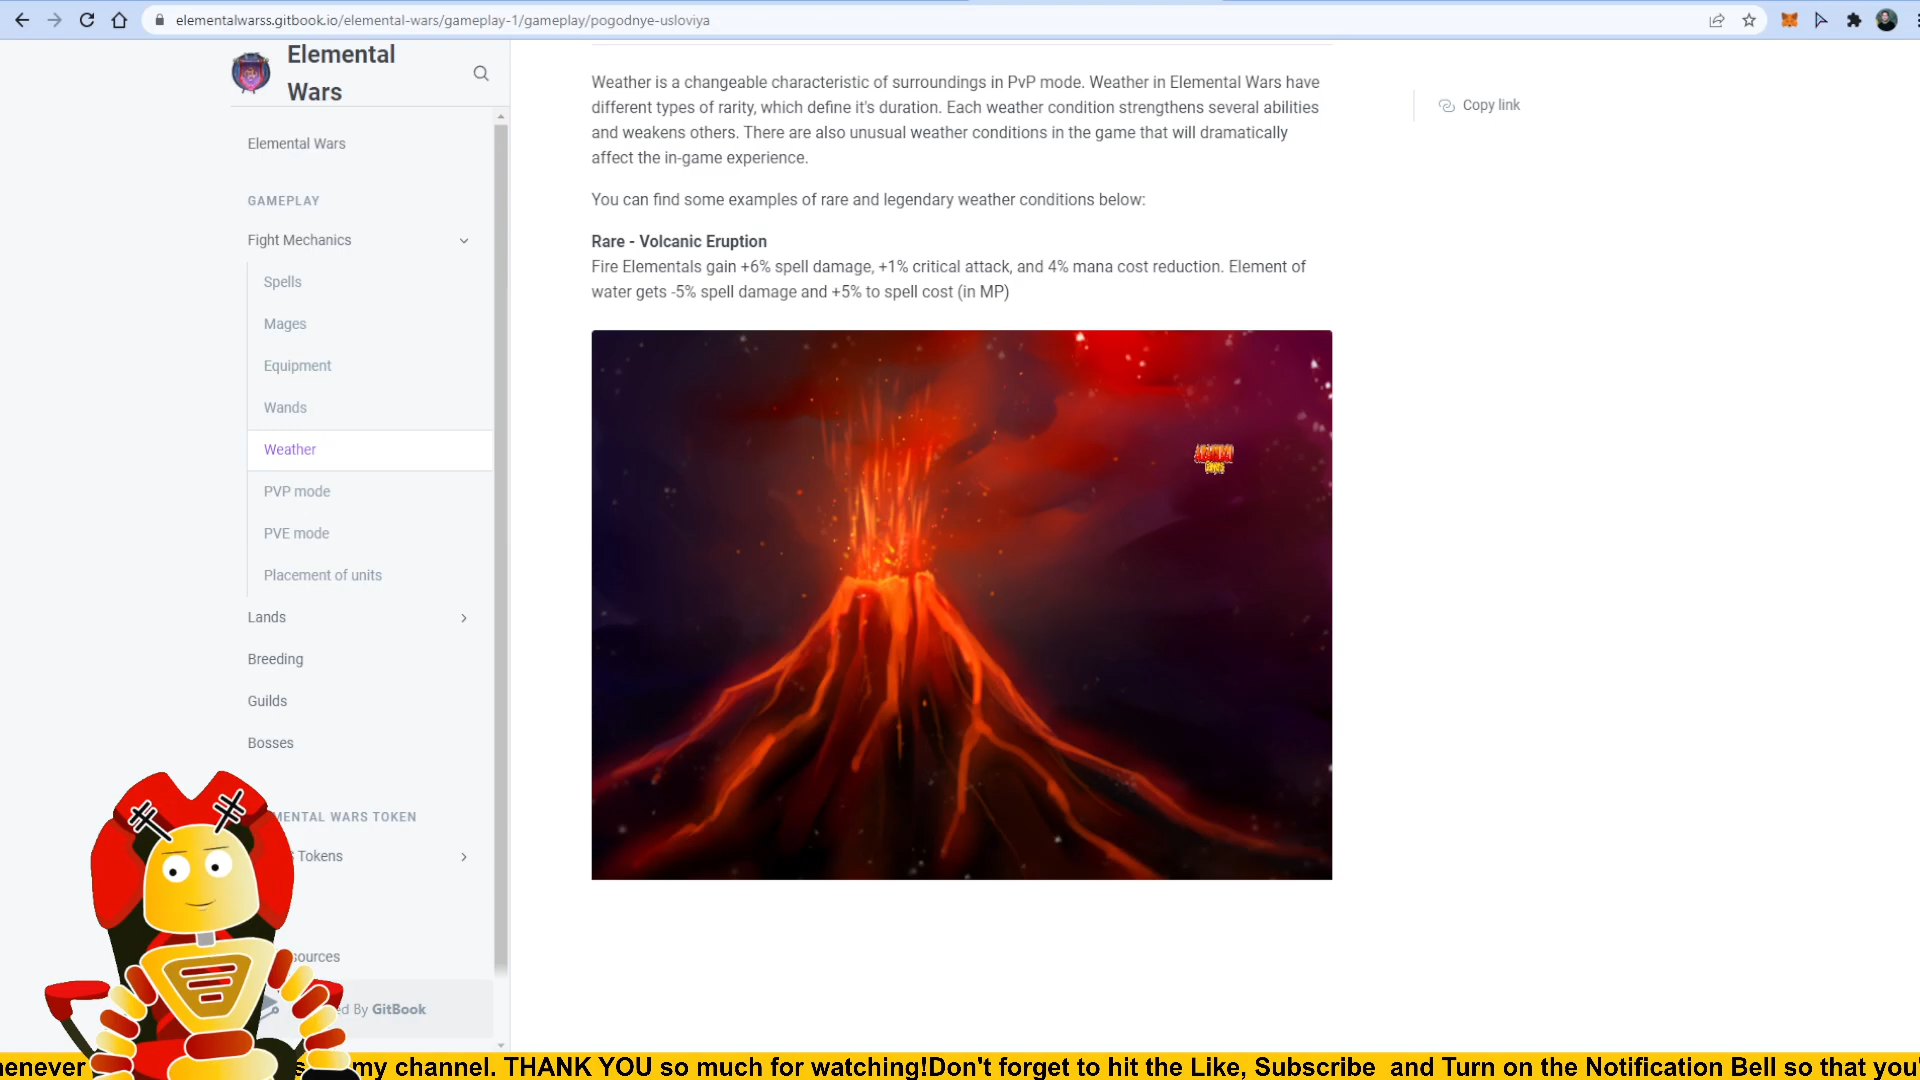 elementalwarss.gitbook.io/elemental-wars/gameplay-1/gameplay/pogodnye-usloviya
Elemental
Wars
Elemental Wars
GAMEPLAY
Fight Mechanics
Spells
Mages
Equipment
Wands
Weather
PVP mode
PVE mode
Placement of units
Lands
Breeding
Guilds
Bosses
MENTAL WARS TOKEN
Tokens
ources
d By GitBook
Weather is a changeable characteristic of surroundings in PvP mode. Weather in Elemental Wars have
different types of rarity, which define it's duration. Each weather condition strengthens several abilities
and weakens others. There are also unusual weather conditions in the game that will dramatically
affect the in-game experience.
You can find some examples of rare and legendary weather conditions below:
Rare - Volcanic Eruption
Fire Elementals gain +6% spell damage, +1% critical attack, and 4% mana cost reduction. Element of
water gets -5% spell damage and +5% to spell cost (in MP)
Copy link
enever my channel. THANK YOU so much for watching!Don't forget to hit the Like, Subscribe and Turn on the Notification Bell so that you'